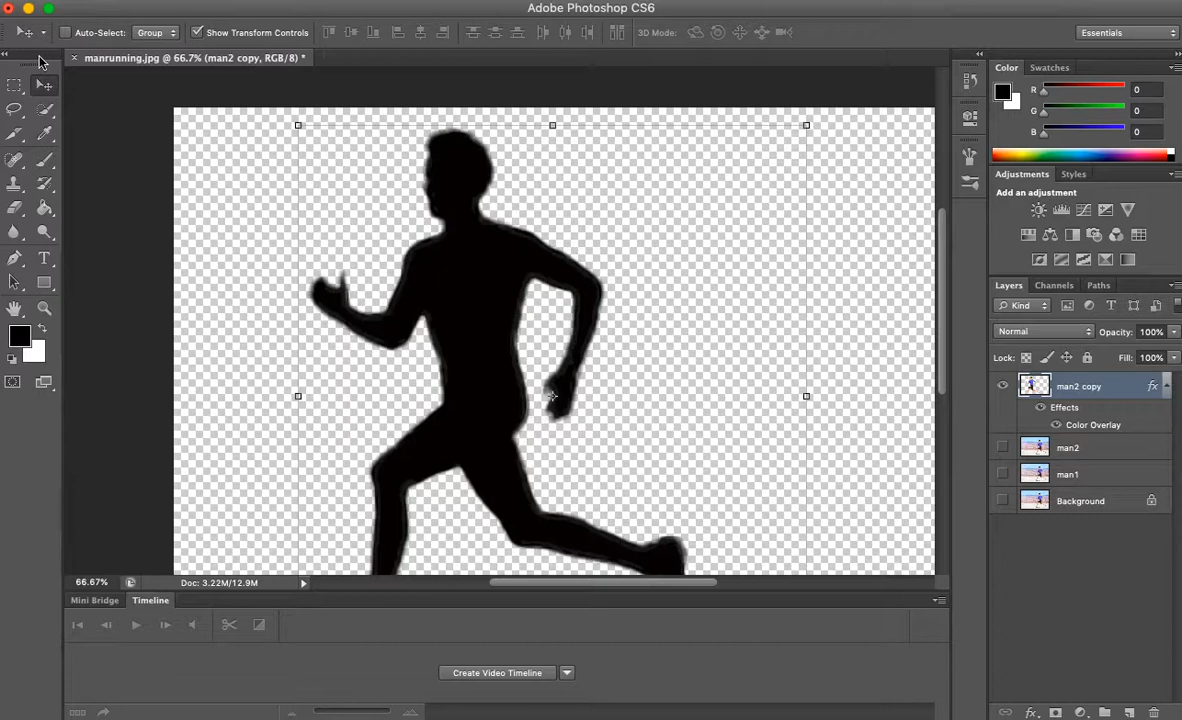 Adobe Photoshop CS6
Auto-Select: Group Show Transform Controls 3D Mode: Essentials
manrunning.jpg @ 66.7% (man2 copy, RGB/8) *
Color Swatches
R 0
G 0
B 0
Adjustments Styles
Add an adjustment
Layers Channels Paths
Kind
Normal Opacity: 100%
Lock: Fill: 100%
man2 copy fx
Effects
Color Overlay
man2
man1
Background
66.67% Doc: 3.22M/12.9M
Mini Bridge Timeline
Create Video Timeline
fx